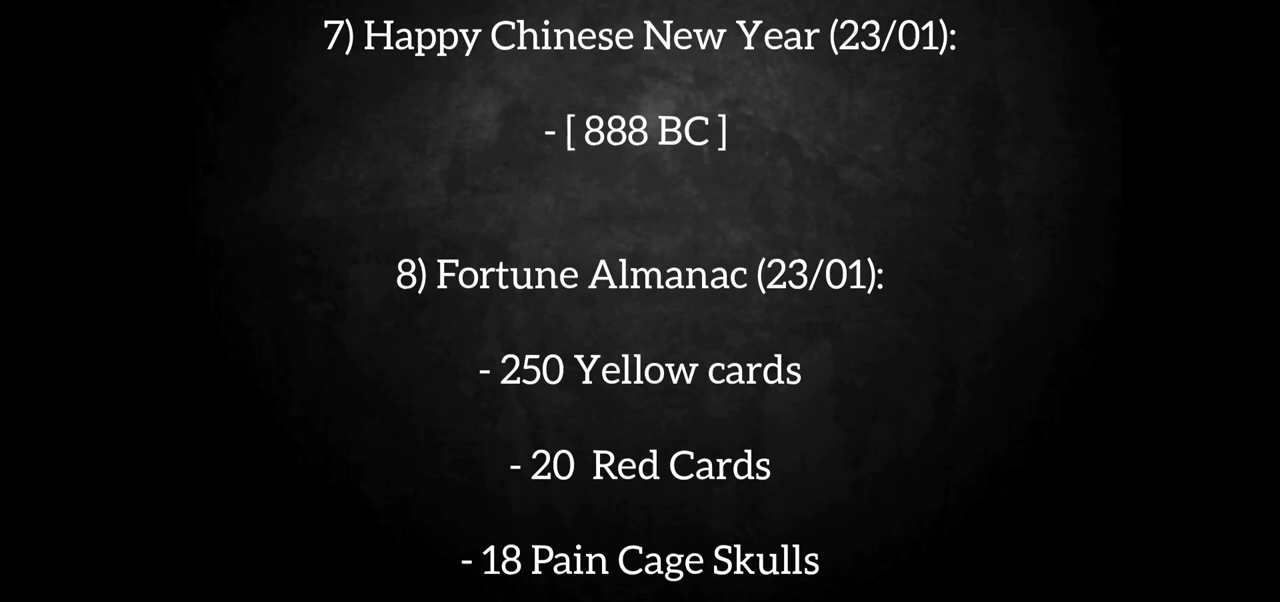 7) Happy Chinese New Year (23/01):
- [ 888 BC ]
8) Fortune Almanac (23/01):
- 250 Yellow cards
- 20  Red Cards
- 18 Pain Cage Skulls